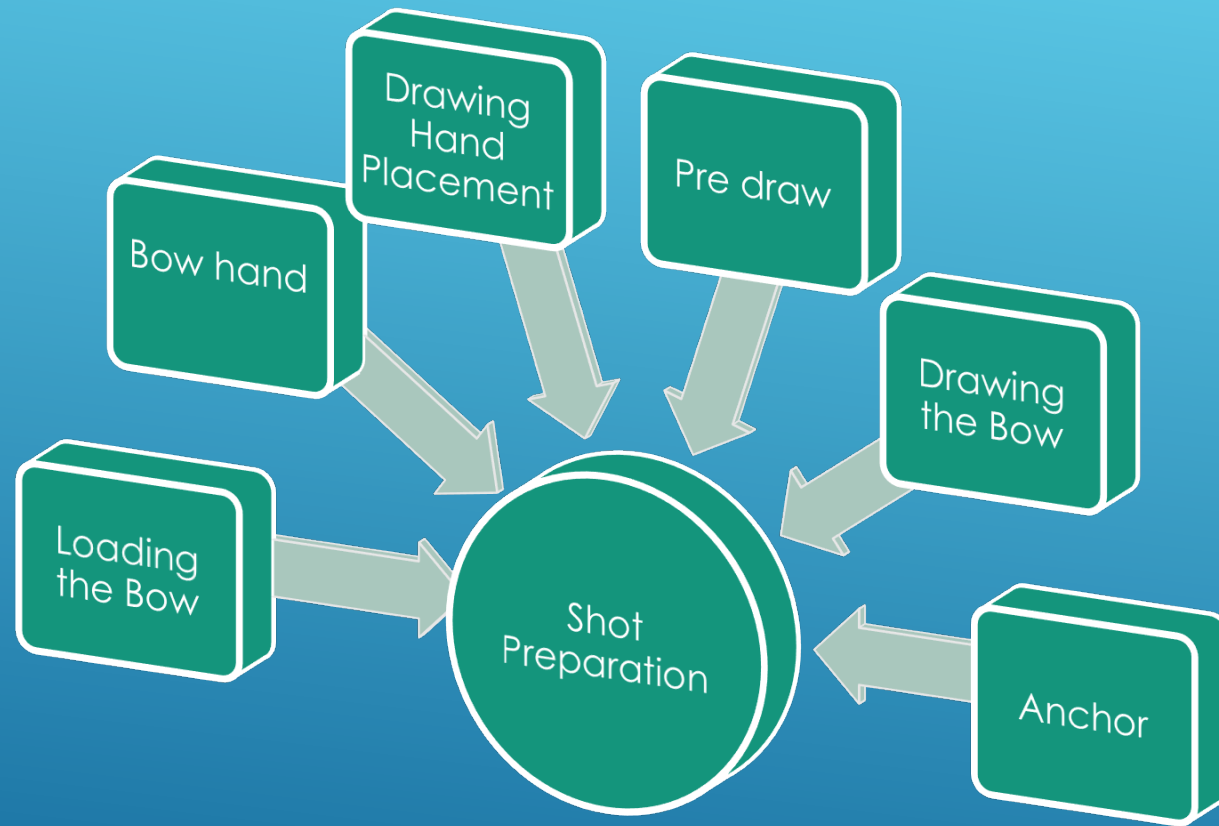 Loading
the Bow
Bow hand
Drawing
Hand
Placement
Pre draw
Drawing
the Bow
Anchor
Shot
Preparation